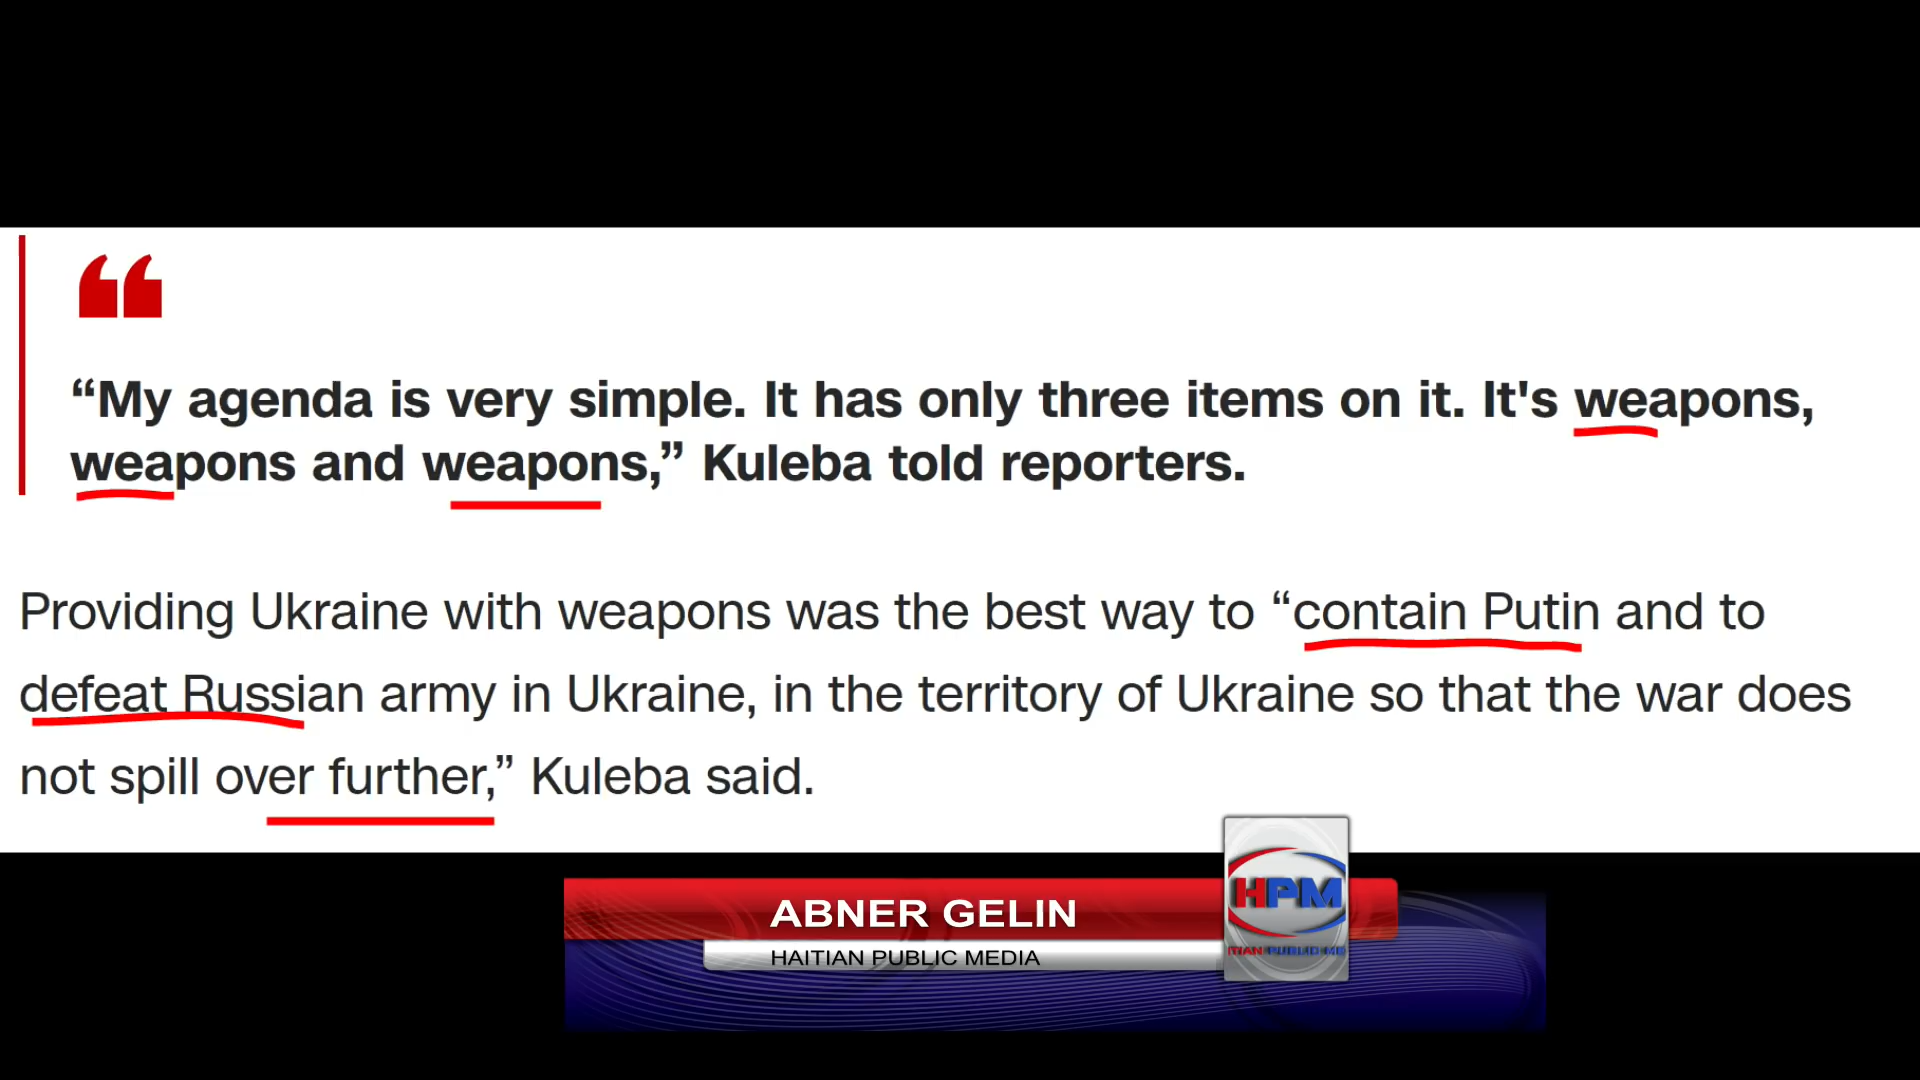 “My agenda is very simple. It has only three items on it. It's weapons,
weapons and weapons,” Kuleba told reporters.
Providing Ukraine with weapons was the best way to “contain Putin and to
defeat Russian army in Ukraine, in the territory of Ukraine so that the war does
not spill over further,” Kuleba said.
ABNER GELIN
HAITIAN PUBLIC MEDIA
HPM
TIAN PUBLIC ME